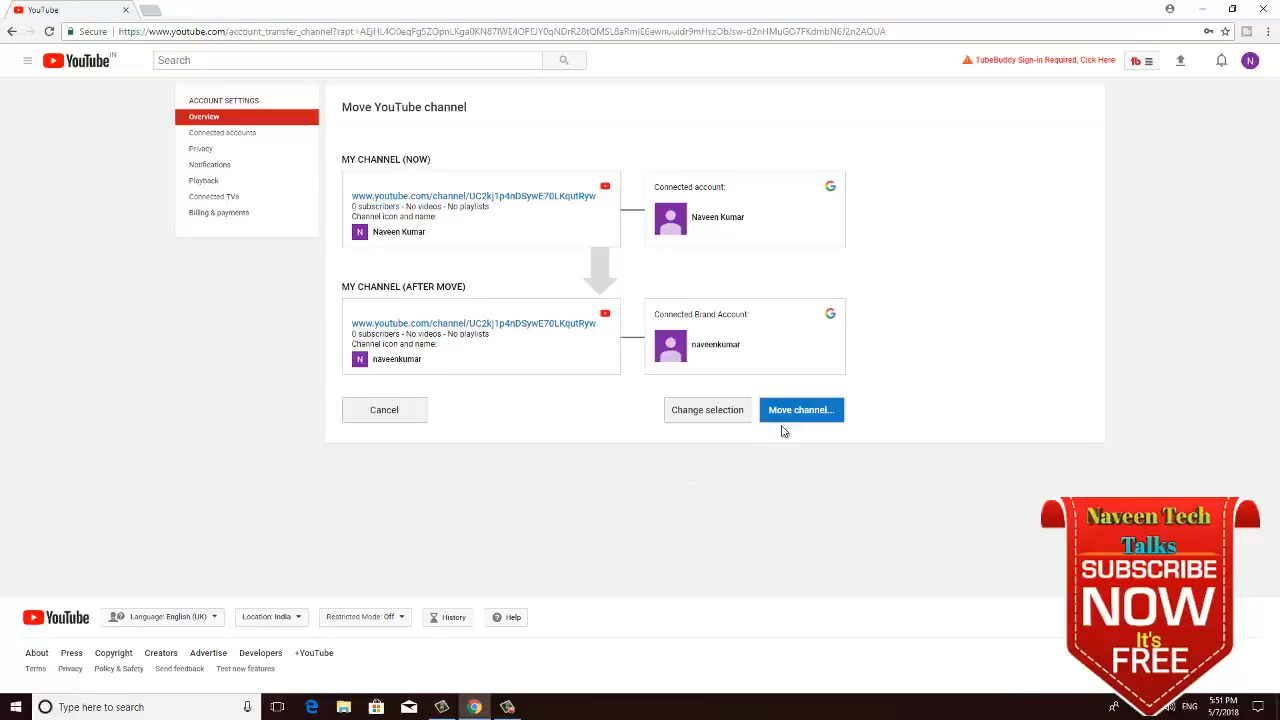 YouTube
Secure
https://www.youtube.com/account_transfer_channel?rapt=
YouTube IN
Search
TubeBuddy Sign-in Required, Click Here
tb
N
ACCOUNT SETTINGS
Overview
Connected accounts
Privacy
Notifications
Playback
Connected TVs
Billing & payments
Move YouTube channel
MY CHANNEL (NOW)
www.youtube.com/channel/UC2kj1p4nDSywE70LKqutRyw
0 subscribers - No videos - No playlists
Channel icon and name:
N Naveen Kumar
Connected account:
Naveen Kumar
MY CHANNEL (AFTER MOVE)
www.youtube.com/channel/UC2kj1p4nDSywE70LKqutRyw
0 subscribers - No videos - No playlists
Channel icon and name:
N naveenkumar
Connected Brand Account:
naveenkumar
Cancel
Change selection
Move channel...
Naveen Tech
Talks
SUBSCRIBE
NOW
It's
FREE
YouTube
Language: English (UK)
Location: India
Restricted Mode: Off
History
Help
About Press Copyright Creators Advertise Developers +YouTube
Terms Privacy Policy & Safety Send feedback Test new features
Type here to search
ENG
5:51 PM
5/7/2018